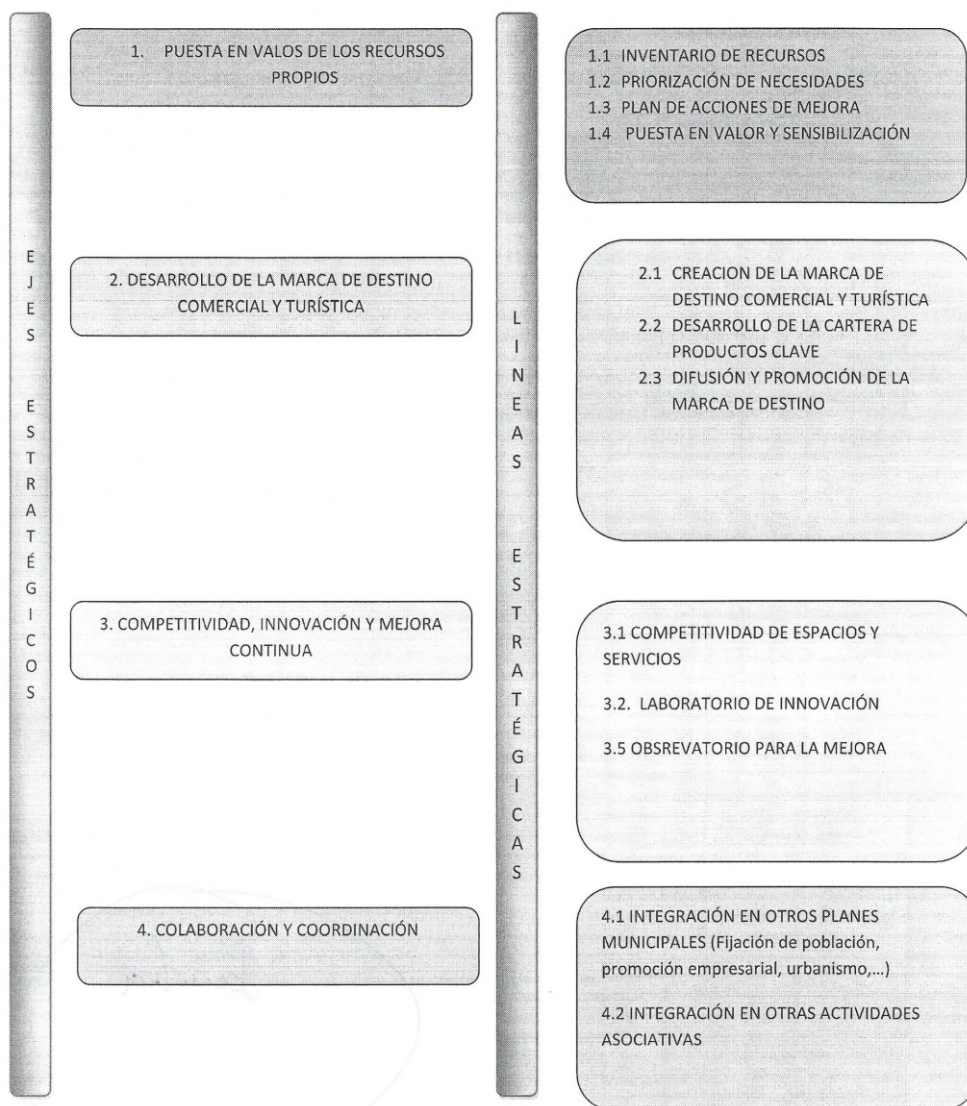 EJES ESTRATÉGICOS
1. PUESTA EN VALOS DE LOS RECURSOS
PROPIOS
2. DESARROLLO DE LA MARCA DE DESTINO
COMERCIAL Y TURÍSTICA
3. COMPETITIVIDAD, INNOVACIÓN Y MEJORA
CONTINUA
4. COLABORACIÓN Y COORDINACIÓN
LINEAS ESTRATÉGICAS
1.1 INVENTARIO DE RECURSOS
1.2 PRIORIZACIÓN DE NECESIDADES
1.3 PLAN DE ACCIONES DE MEJORA
1.4 PUESTA EN VALOR Y SENSIBILIZACIÓN
2.1 CREACION DE LA MARCA DE
DESTINO COMERCIAL Y TURÍSTICA
2.2 DESARROLLO DE LA CARTERA DE
PRODUCTOS CLAVE
2.3 DIFUSIÓN Y PROMOCIÓN DE LA
MARCA DE DESTINO
3.1 COMPETITIVIDAD DE ESPACIOS Y
SERVICIOS
3.2. LABORATORIO DE INNOVACIÓN
3.5 OBSREVATORIO PARA LA MEJORA
4.1 INTEGRACIÓN EN OTROS PLANES
MUNICIPALES (Fijación de población,
promoción empresarial, urbanismo,...)
4.2 INTEGRACIÓN EN OTRAS ACTIVIDADES
ASOCIATIVAS